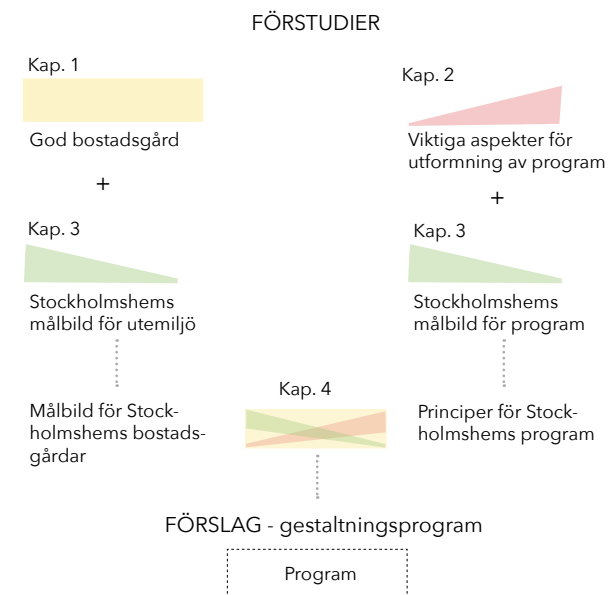 FÖRSTUDIER
Kap. 1
God bostadsgård
+
Kap. 3
Stockholmshems
målbild för utemiljö
Målbild för Stock-
holmshems bostads-
gårdar
Kap. 2
Viktiga aspekter för
utformning av program
+
Kap. 3
Stockholmshems
målbild för program
Principer för Stock-
holmshems program
Kap. 4
FÖRSLAG - gestaltningsprogram
Program